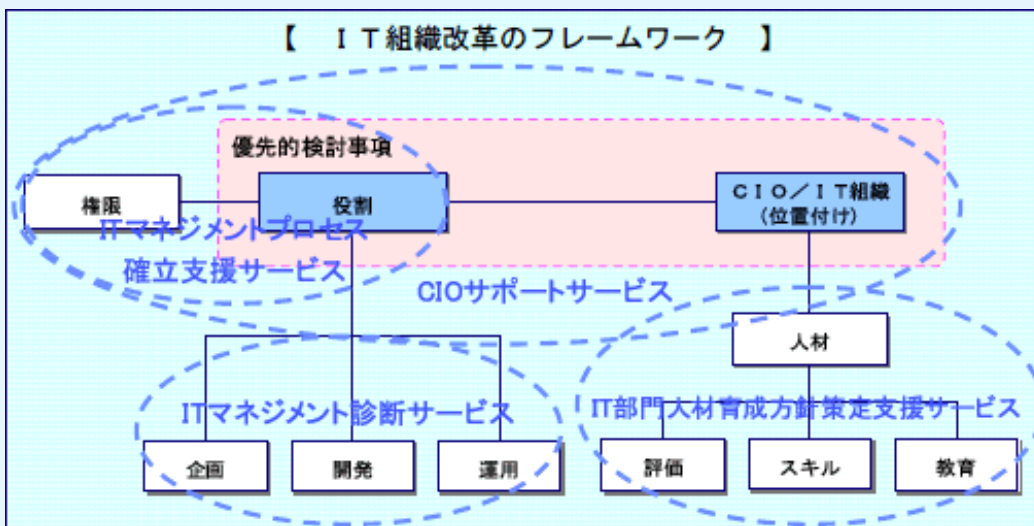 【　ＩＴ組織改革のフレームワーク　】
優先的検討事項
権限
役割
ＣＩＯ／ＩＴ組織
(位置付け)
ITマネジメントプロセス
確立支援サービス
CIOサポートサービス
人材
ITマネジメント診断サービス
IT部門人材育成方針策定支援サービス
企画
開発
運用
評価
スキル
教育